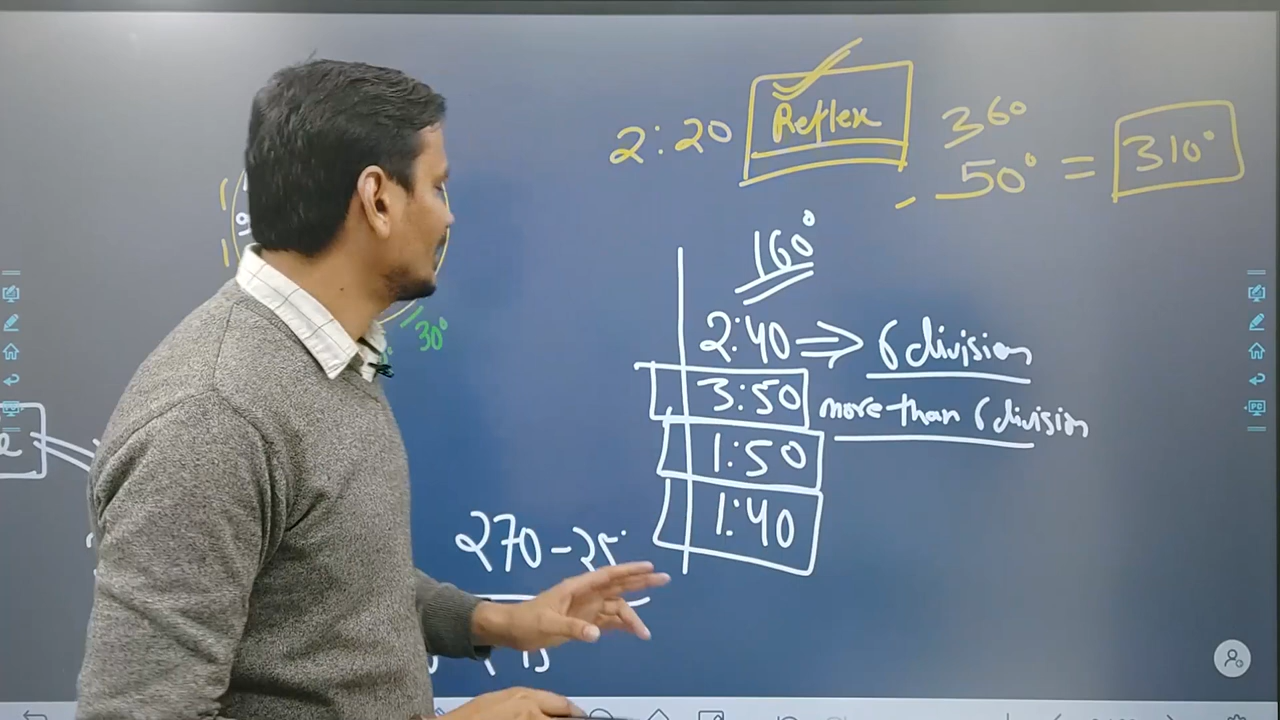 2:20 Reflex 360
- 50° = 310°
160°
2:40 ⇒ 6 division
3:50 more than 6 division
1:50
1:40
30°
270-25°